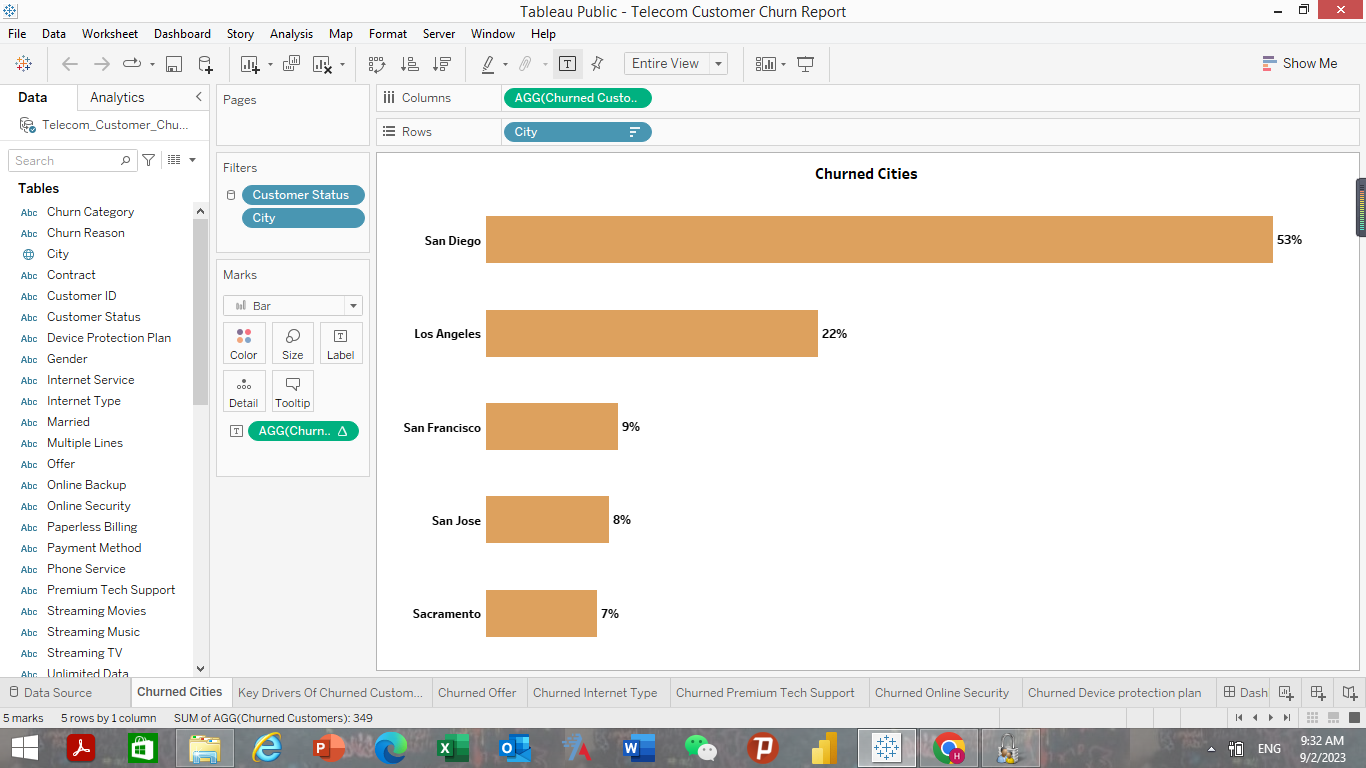 Tableau Public - Telecom Customer Churn Report
File Data Worksheet Dashboard Story Analysis Map Format Server Window Help
Entire View
Show Me
Data Analytics
Telecom_Customer_Chu...
Search
Tables
Abc Churn Category
Abc Churn Reason
City
Abc Contract
Abc Customer ID
Abc Customer Status
Abc Device Protection Plan
Abc Gender
Abc Internet Service
Abc Internet Type
Abc Married
Abc Multiple Lines
Abc Offer
Abc Online Backup
Abc Online Security
Abc Paperless Billing
Abc Payment Method
Abc Phone Service
Abc Premium Tech Support
Abc Streaming Movies
Abc Streaming Music
Abc Streaming TV
Abc Unlimited Data
Pages
Filters
Customer Status
City
Marks
Bar
Color Size Label
Detail Tooltip
AGG(Churn..
Columns AGG(Churned Custo..
Rows City
Churned Cities
San Diego 53%
Los Angeles 22%
San Francisco 9%
San Jose 8%
Sacramento 7%
Data Source Churned Cities Key Drivers Of Churned Custom... Churned Offer Churned Internet Type Churned Premium Tech Support Churned Online Security Churned Device protection plan Dash
5 marks 5 rows by 1 column SUM of AGG(Churned Customers): 349
ENG
9:32 AM
9/2/2023